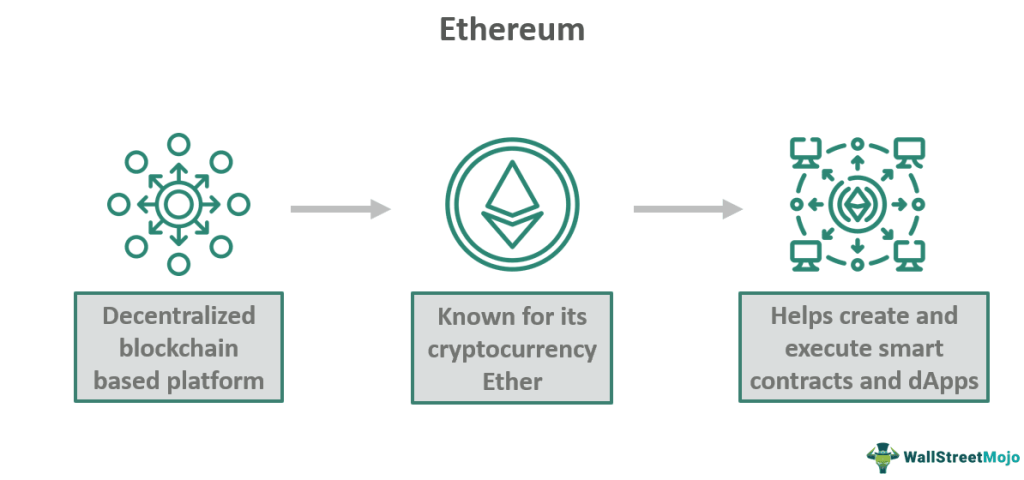 Ethereum
Decentralized
blockchain
based platform
Known for its
cryptocurrency
Ether
Helps create and
execute smart
contracts and dApps
WallStreetMojo